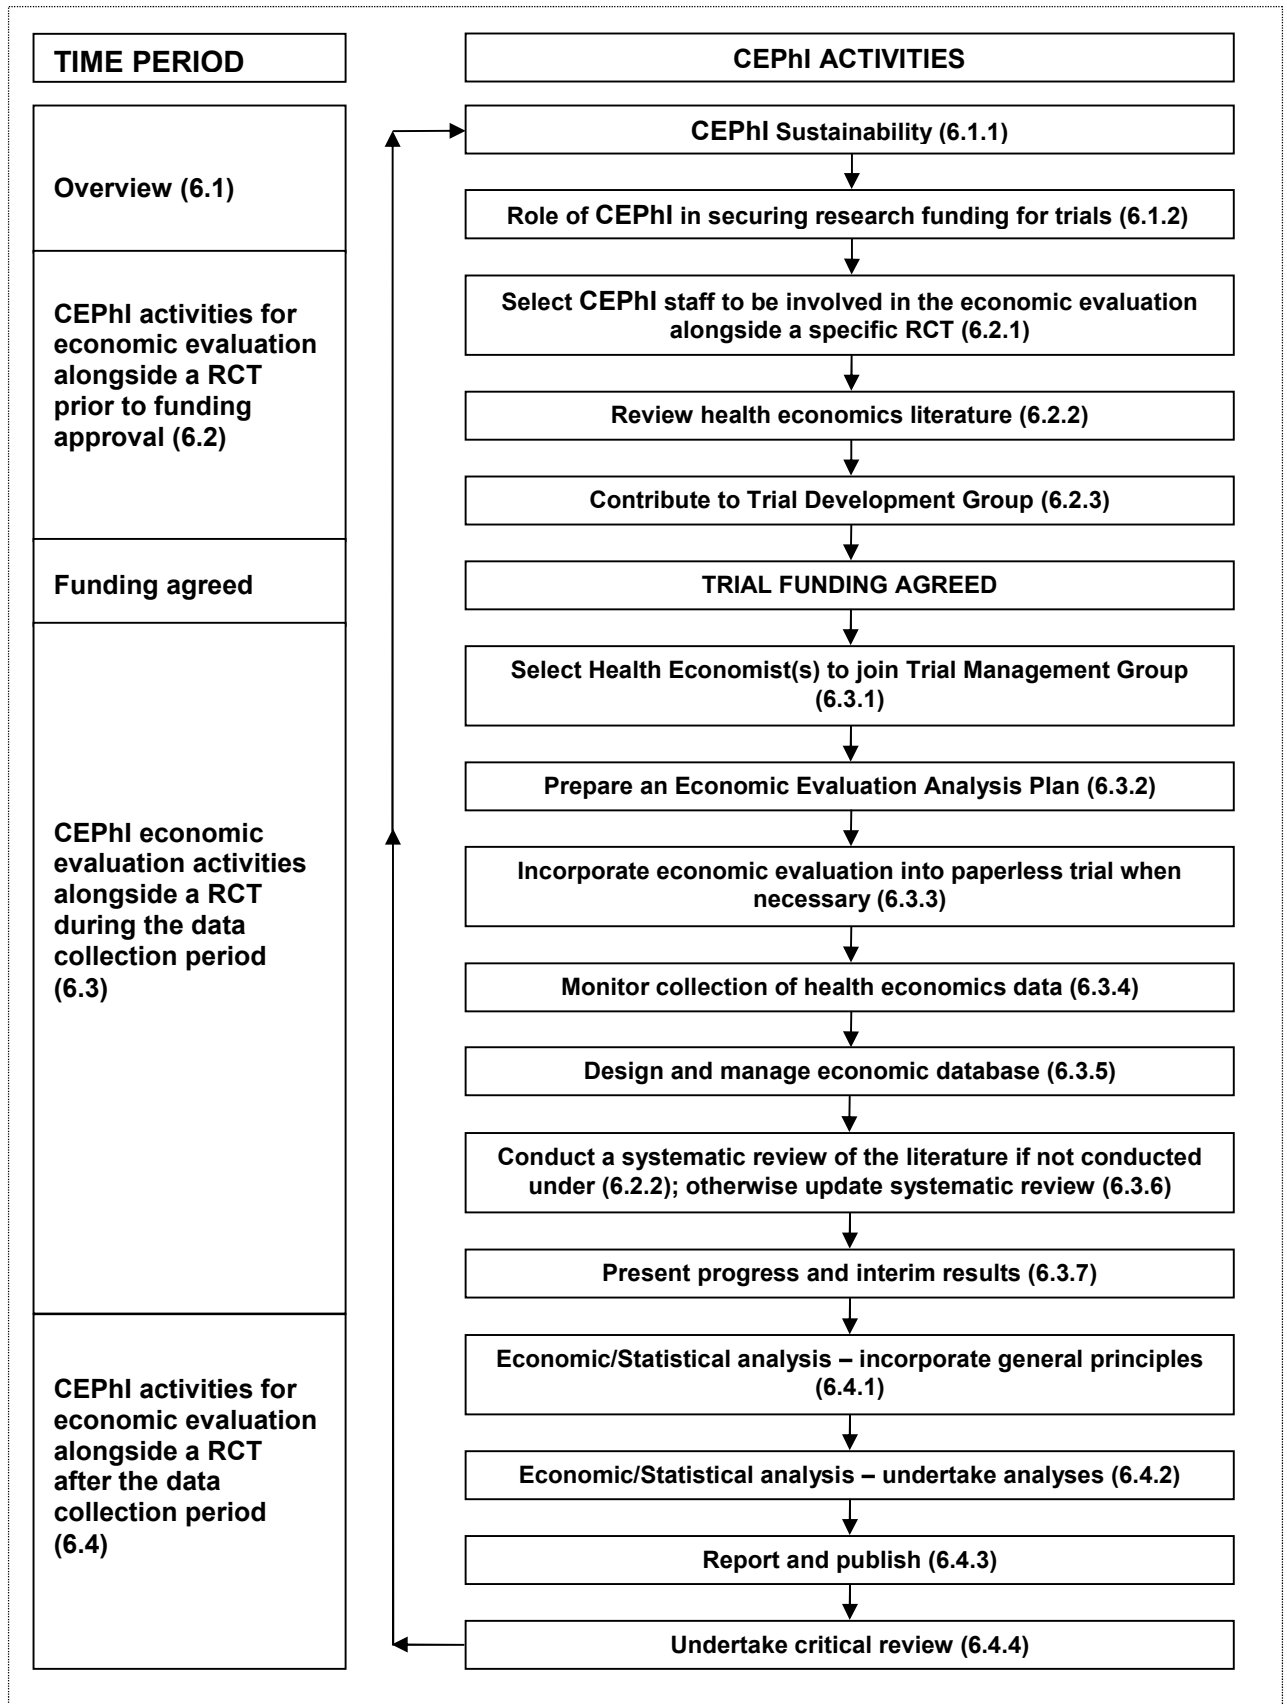 TIME PERIOD
CEPhI ACTIVITIES
Overview (6.1)
CEPhI activities for
economic evaluation
alongside a RCT
prior to funding
approval (6.2)
Funding agreed
CEPhI economic
evaluation activities
alongside a RCT
during the data
collection period
(6.3)
CEPhI activities for
economic evaluation
alongside a RCT
after the data
collection period
(6.4)
CEPhI Sustainability (6.1.1)
Role of CEPhI in securing research funding for trials (6.1.2)
Select CEPhI staff to be involved in the economic evaluation
alongside a specific RCT (6.2.1)
Review health economics literature (6.2.2)
Contribute to Trial Development Group (6.2.3)
TRIAL FUNDING AGREED
Select Health Economist(s) to join Trial Management Group
(6.3.1)
Prepare an Economic Evaluation Analysis Plan (6.3.2)
Incorporate economic evaluation into paperless trial when
necessary (6.3.3)
Monitor collection of health economics data (6.3.4)
Design and manage economic database (6.3.5)
Conduct a systematic review of the literature if not conducted
under (6.2.2); otherwise update systematic review (6.3.6)
Present progress and interim results (6.3.7)
Economic/Statistical analysis – incorporate general principles
(6.4.1)
Economic/Statistical analysis – undertake analyses (6.4.2)
Report and publish (6.4.3)
Undertake critical review (6.4.4)